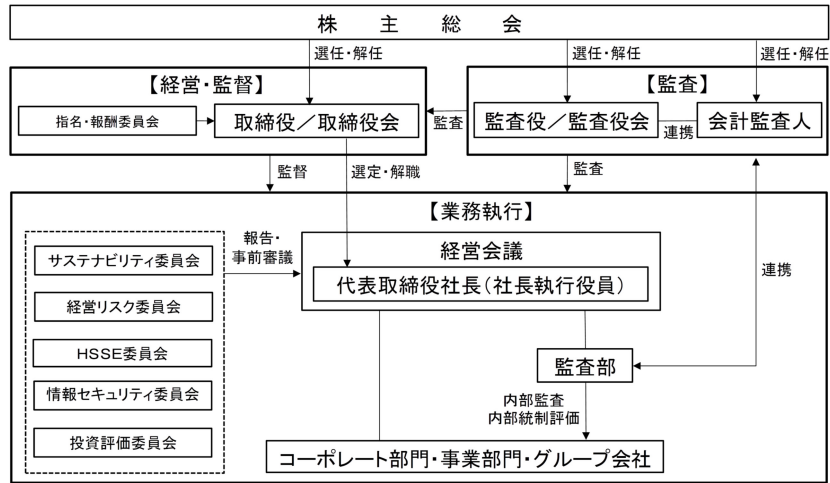 株 主 総 会
選任・解任
選任・解任
選任・解任
【経営・監督】
【監査】
指名・報酬委員会
取締役／取締役会
監査
監査役／監査役会
連携
会計監査人
監督
選定・解職
監査
【業務執行】
サステナビリティ委員会
経営リスク委員会
HSSE委員会
情報セキュリティ委員会
投資評価委員会
報告・
事前審議
経営会議
代表取締役社長（社長執行役員）
連携
監査部
内部監査
内部統制評価
コーポレート部門・事業部門・グループ会社